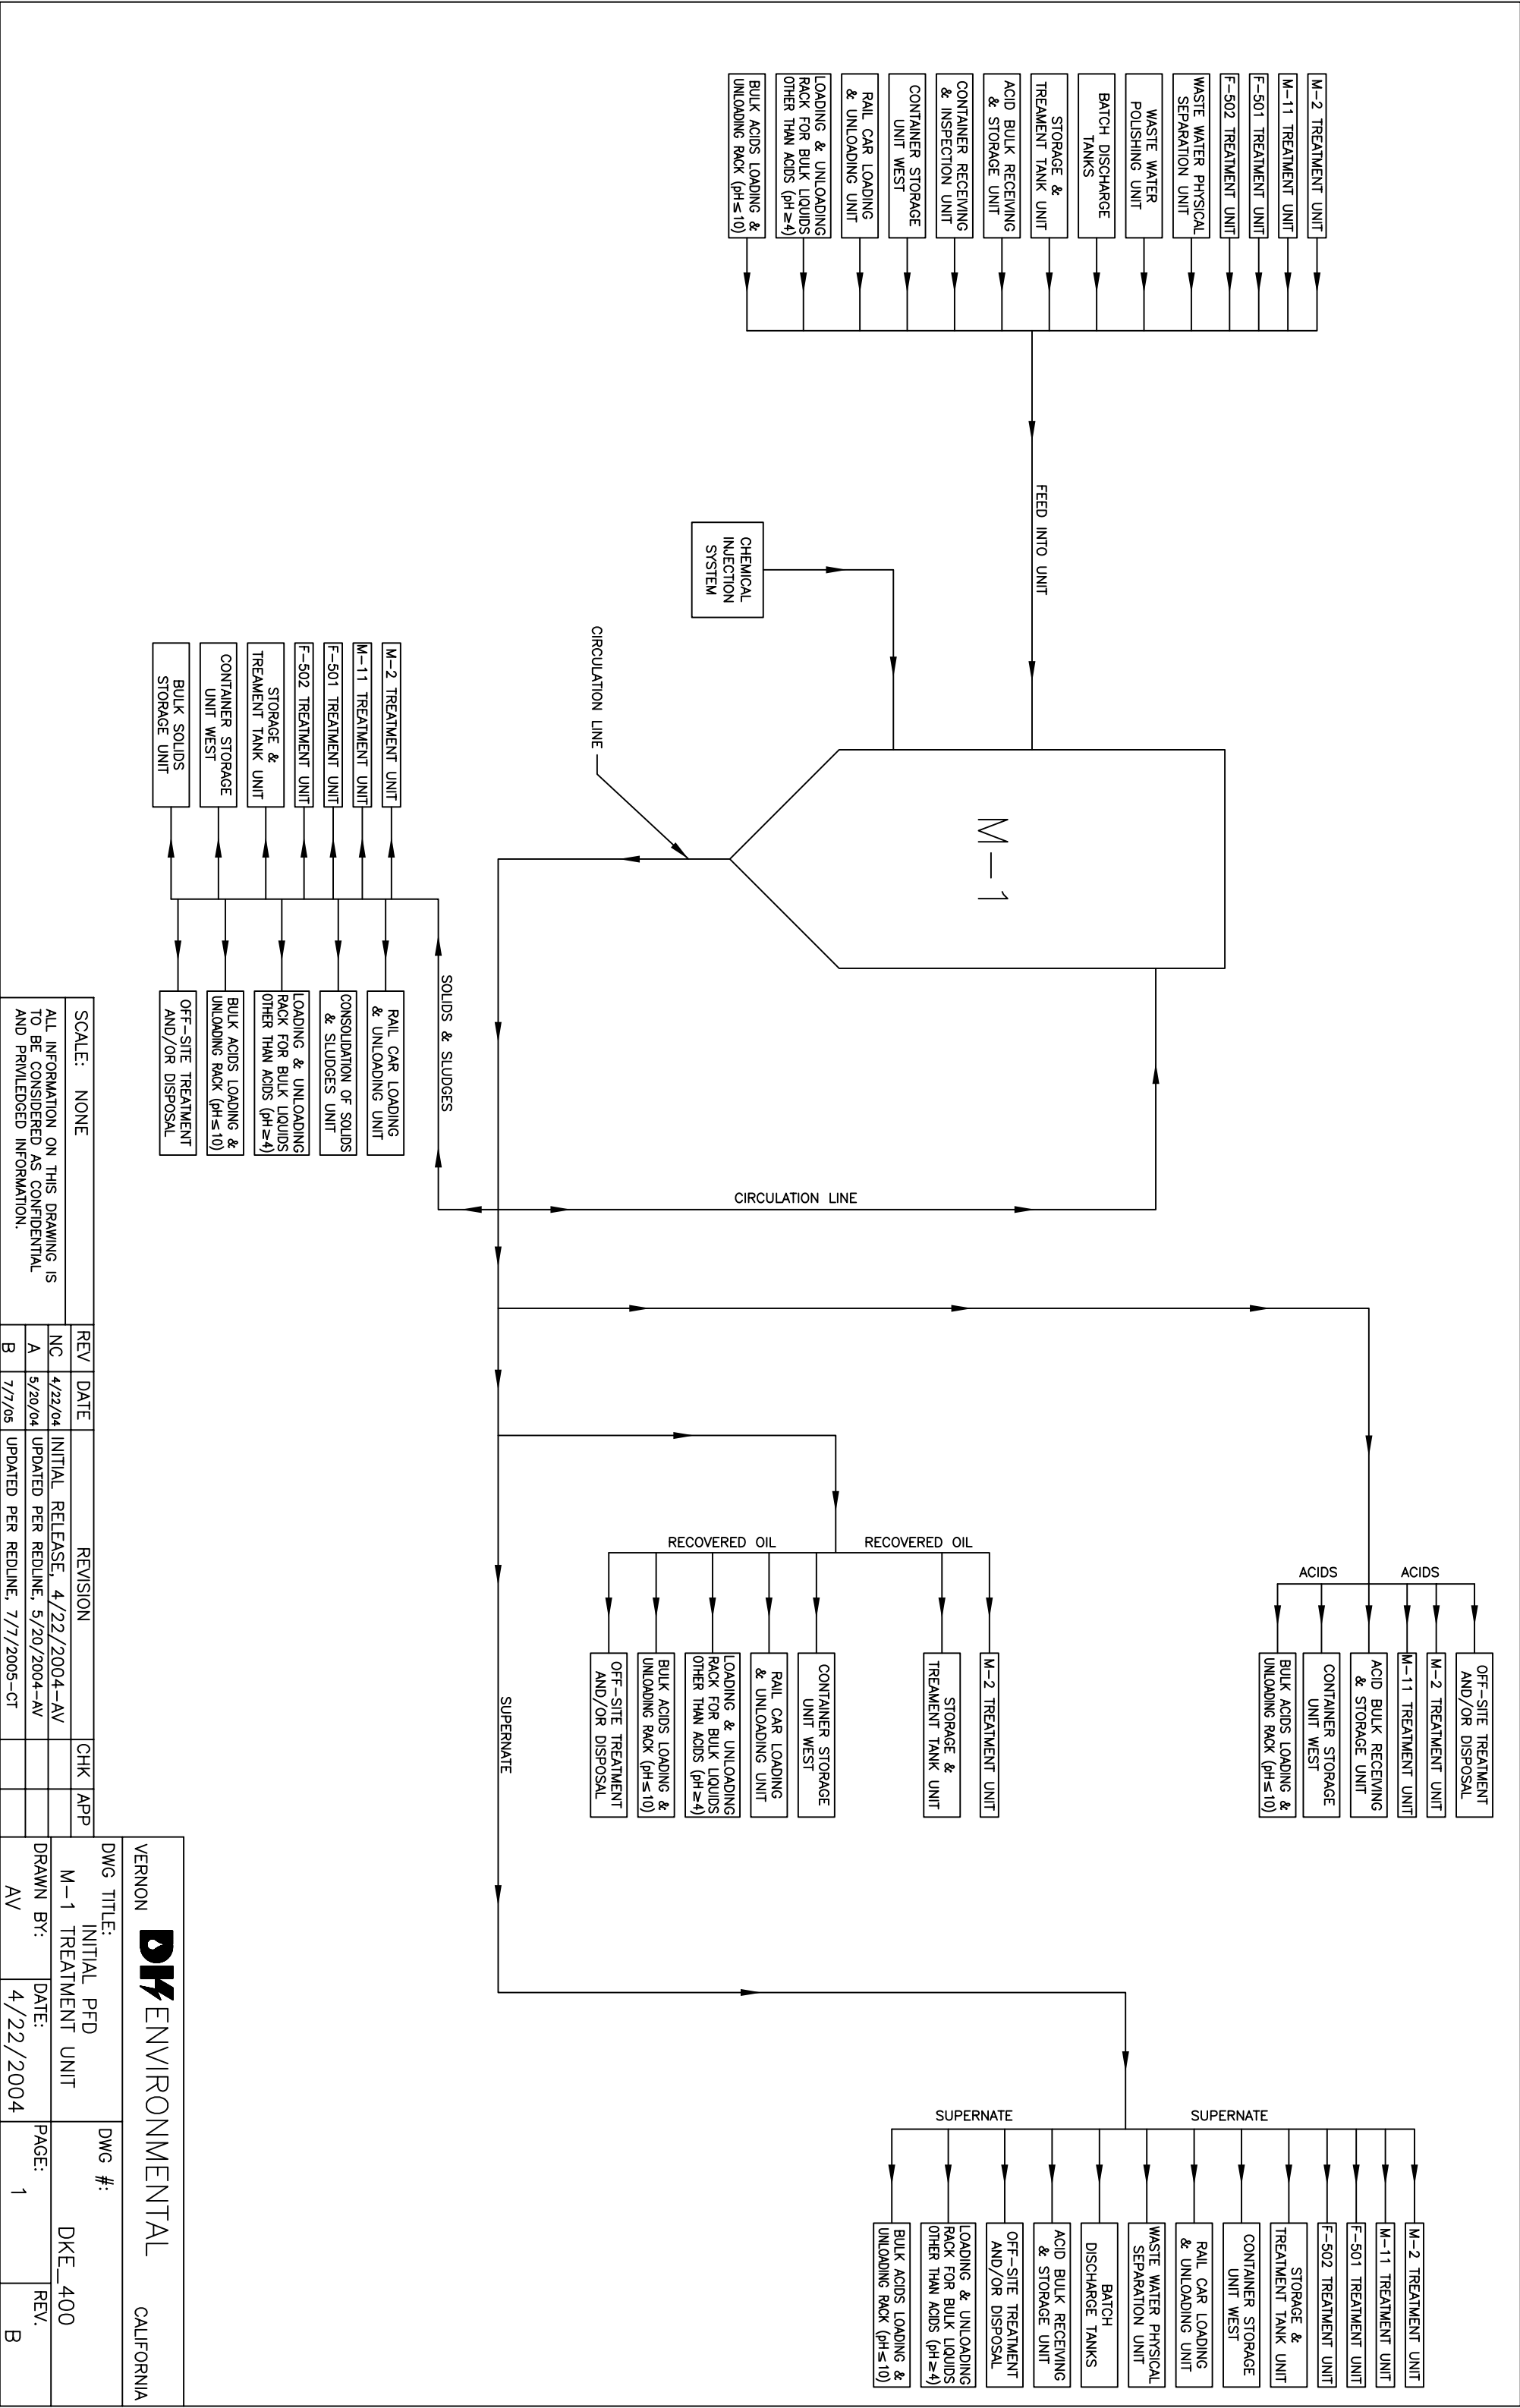 M-2 TREATMENT UNIT
M-11 TREATMENT UNIT
F-501 TREATMENT UNIT
F-502 TREATMENT UNIT
WASTE WATER PHYSICAL
SEPARATION UNIT
WASTE WATER
POLISHING UNIT
BATCH DISCHARGE
TANKS
STORAGE &
TREAMENT TANK UNIT
ACID BULK RECEIVING
& STORAGE UNIT
CONTAINER RECEIVING
& INSPECTION UNIT
CONTAINER STORAGE
UNIT WEST
RAIL CAR LOADING
& UNLOADING UNIT
LOADING & UNLOADING
RACK FOR BULK LIQUIDS
OTHER THAN ACIDS (pH≥4)
BULK ACIDS LOADING &
UNLOADING RACK (pH≤10)
FEED INTO UNIT
CHEMICAL
INJECTION
SYSTEM
M-1
CIRCULATION LINE
CIRCULATION LINE
SOLIDS & SLUDGES
M-2 TREATMENT UNIT
M-11 TREATMENT UNIT
F-501 TREATMENT UNIT
F-502 TREATMENT UNIT
STORAGE &
TREAMENT TANK UNIT
CONTAINER STORAGE
UNIT WEST
BULK SOLIDS
STORAGE UNIT
RAIL CAR LOADING
& UNLOADING UNIT
CONSOLIDATION OF SOLIDS
& SLUDGES UNIT
LOADING & UNLOADING
RACK FOR BULK LIQUIDS
OTHER THAN ACIDS (pH≥4)
BULK ACIDS LOADING &
UNLOADING RACK (pH≤10)
OFF-SITE TREATMENT
AND/OR DISPOSAL
ACIDS
ACIDS
OFF-SITE TREATMENT
AND/OR DISPOSAL
M-2 TREATMENT UNIT
M-11 TREATMENT UNIT
ACID BULK RECEIVING
& STORAGE UNIT
CONTAINER STORAGE
UNIT WEST
BULK ACIDS LOADING &
UNLOADING RACK (pH≤10)
RECOVERED OIL
RECOVERED OIL
M-2 TREATMENT UNIT
STORAGE &
TREAMENT TANK UNIT
CONTAINER STORAGE
UNIT WEST
RAIL CAR LOADING
& UNLOADING UNIT
LOADING & UNLOADING
RACK FOR BULK LIQUIDS
OTHER THAN ACIDS (pH≥4)
BULK ACIDS LOADING &
UNLOADING RACK (pH≤10)
OFF-SITE TREATMENT
AND/OR DISPOSAL
SUPERNATE
SUPERNATE
SUPERNATE
M-2 TREATMENT UNIT
M-11 TREATMENT UNIT
F-501 TREATMENT UNIT
F-502 TREATMENT UNIT
STORAGE &
TREATMENT TANK UNIT
CONTAINER STORAGE
UNIT WEST
RAIL CAR LOADING
& UNLOADING UNIT
WASTE WATER PHYSICAL
SEPARATION UNIT
BATCH
DISCHARGE TANKS
ACID BULK RECEIVING
& STORAGE UNIT
OFF-SITE TREATMENT
AND/OR DISPOSAL
LOADING & UNLOADING
RACK FOR BULK LIQUIDS
OTHER THAN ACIDS (pH≥4)
BULK ACIDS LOADING &
UNLOADING RACK (pH≤10)
SCALE: NONE
ALL INFORMATION ON THIS DRAWING IS
TO BE CONSIDERED AS CONFIDENTIAL
AND PRIVILEDGED INFORMATION.
REV DATE REVISION CHK APP
NC 4/22/04 INITIAL RELEASE, 4/22/2004-AV
A 5/20/04 UPDATED PER REDLINE, 5/20/2004-AV
B 7/7/05 UPDATED PER REDLINE, 7/7/2005-CT
VERNON DK ENVIRONMENTAL CALIFORNIA
DWG TITLE:
INITIAL PFD
M-1 TREATMENT UNIT
DWG #:
DKE_400
DRAWN BY:
AV
DATE:
4/22/2004
PAGE: 1
REV.
B